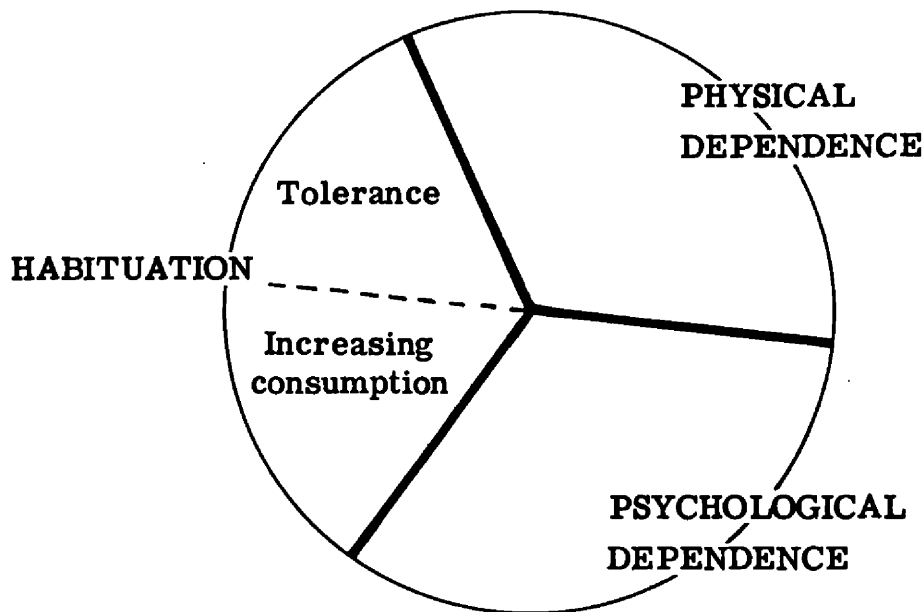 PHYSICAL
DEPENDENCE
Tolerance
HABITUATION
Increasing
consumption
PSYCHOLOGICAL
DEPENDENCE